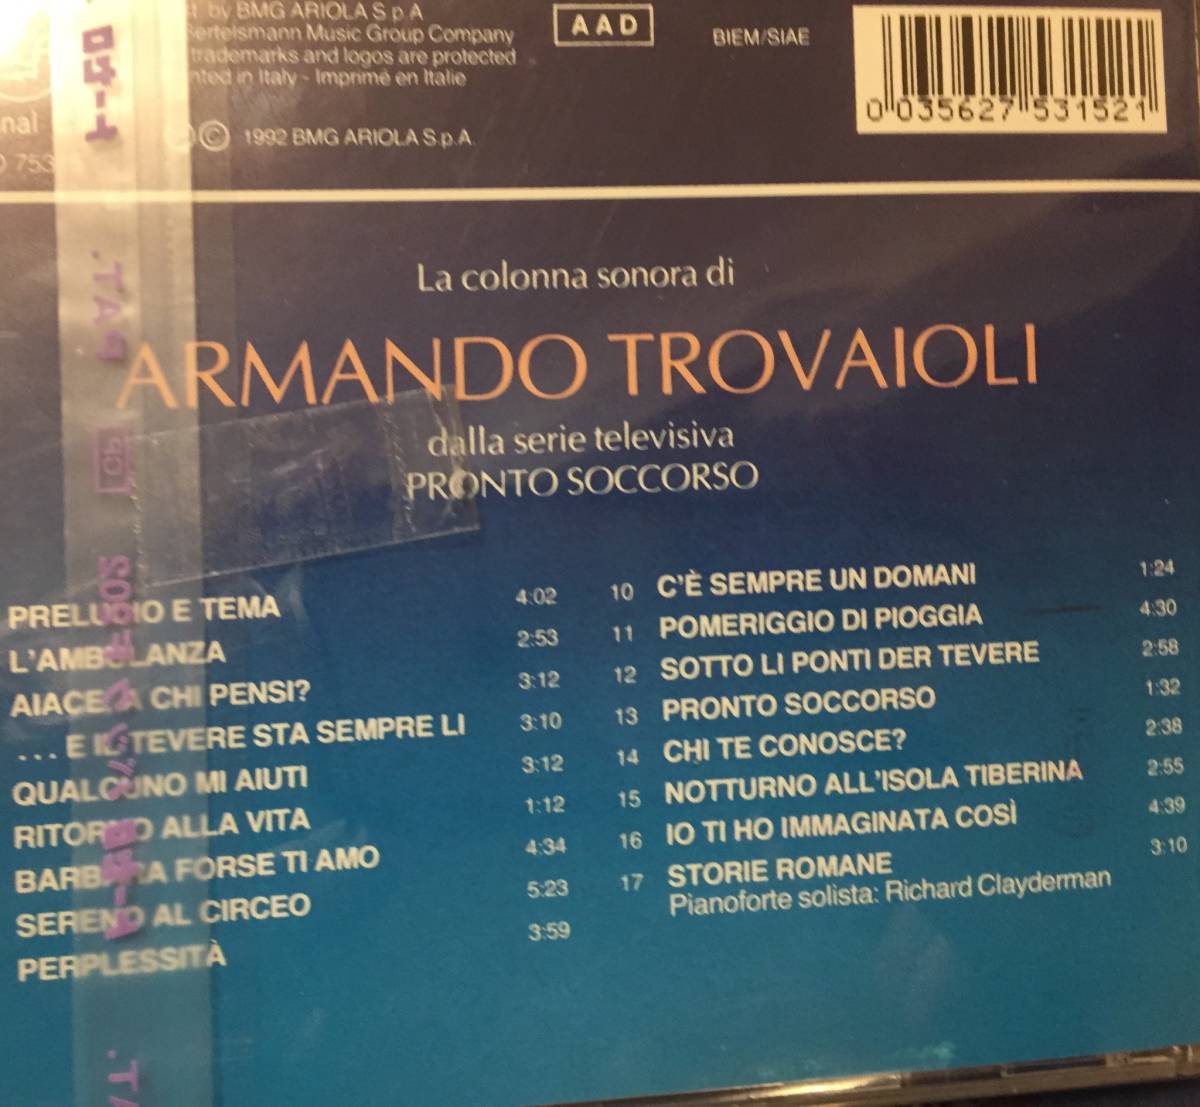 by BMG ARIOLA S.p.A
Bertelsmann Music Group Company
trademarks and logos are protected
in Italy - Imprimé en Italie
© 1992 BMG ARIOLA S.p.A.
753
AAD
BIEM/SIAE
0 035627 531521
La colonna sonora di
ARMANDO TROVAIOLI
dalla serie televisiva
PRONTO SOCCORSO
PRELUDIO E TEMA 4:02
L'AMBULANZA 2:53
AIACE, A CHI PENSI? 3:12
... E IL TEVERE STA SEMPRE LI 3:10
QUALCUNO MI AIUTI 3:12
RITORNO ALLA VITA 1:12
BARBARA FORSE TI AMO 4:34
SERENO AL CIRCEO 5:23
PERPLESSITÀ 3:59
10 C'È SEMPRE UN DOMANI 1:24
11 POMERIGGIO DI PIOGGIA 4:30
12 SOTTO LI PONTI DER TEVERE 2:58
13 PRONTO SOCCORSO 1:32
14 CHI TE CONOSCE? 2:38
15 NOTTURNO ALL'ISOLA TIBERINA 2:55
16 IO TI HO IMMAGINATA COSÌ 4:39
17 STORIE ROMANE 3:10
Pianoforte solista: Richard Clayderman